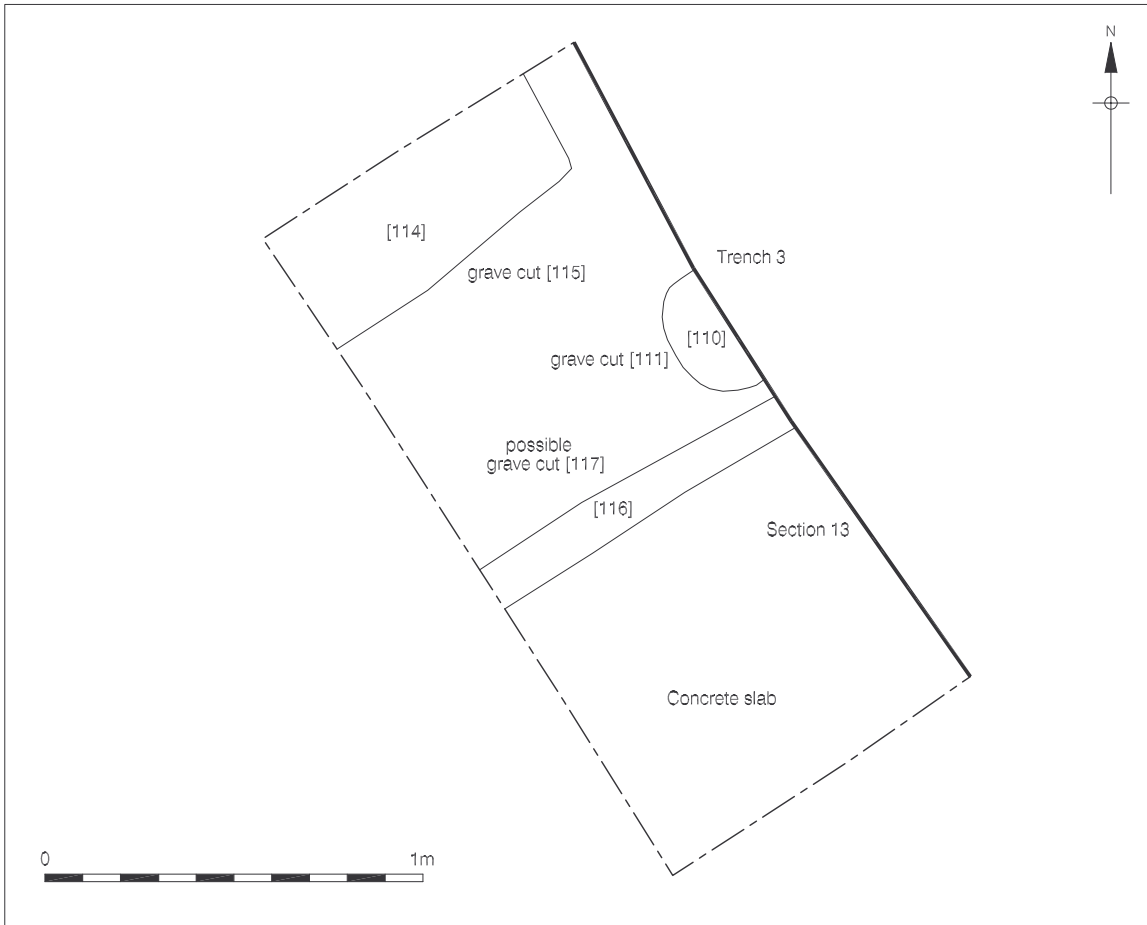 N
[114]
Trench 3
grave cut [115]
[110]
grave cut [111]
possible
grave cut [117]
[116]
Section 13
Concrete slab
0 1m